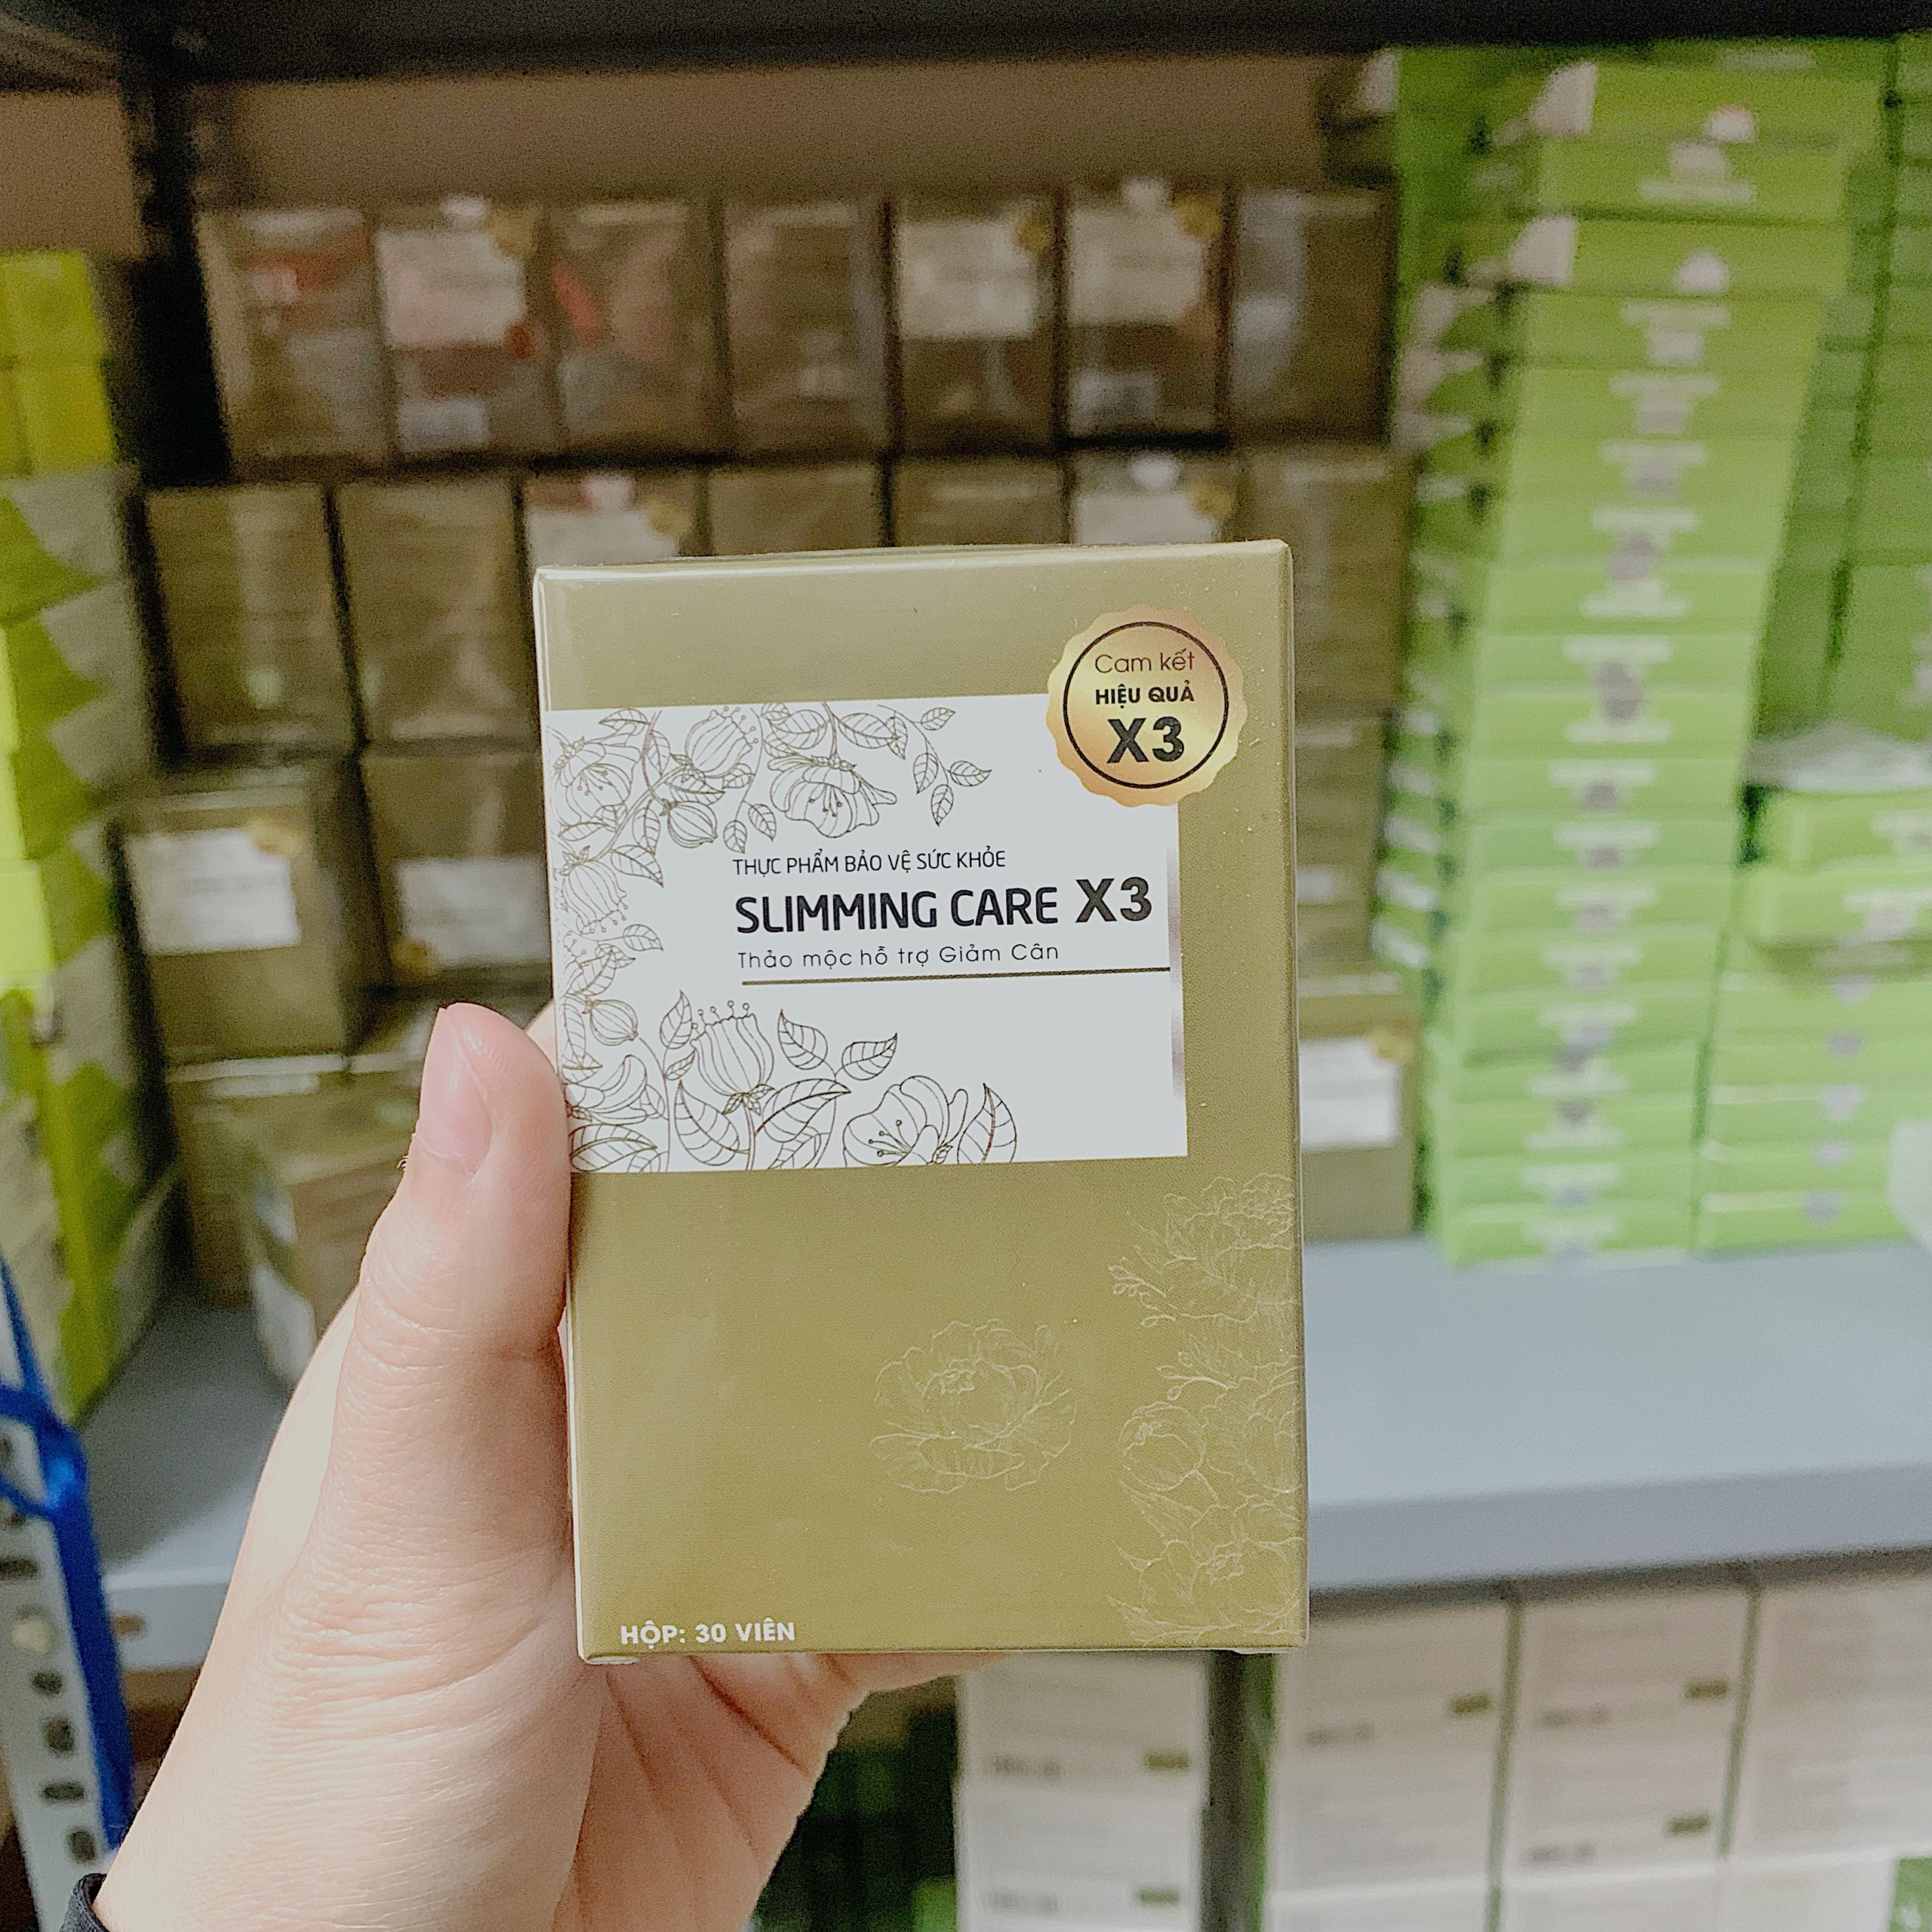 Cam kết
HIỆU QUẢ
X3
THỰC PHẨM BẢO VỆ SỨC KHỎE
SLIMMING CARE X3
Thảo mộc hỗ trợ Giảm Cân
HỘP: 30 VIÊN